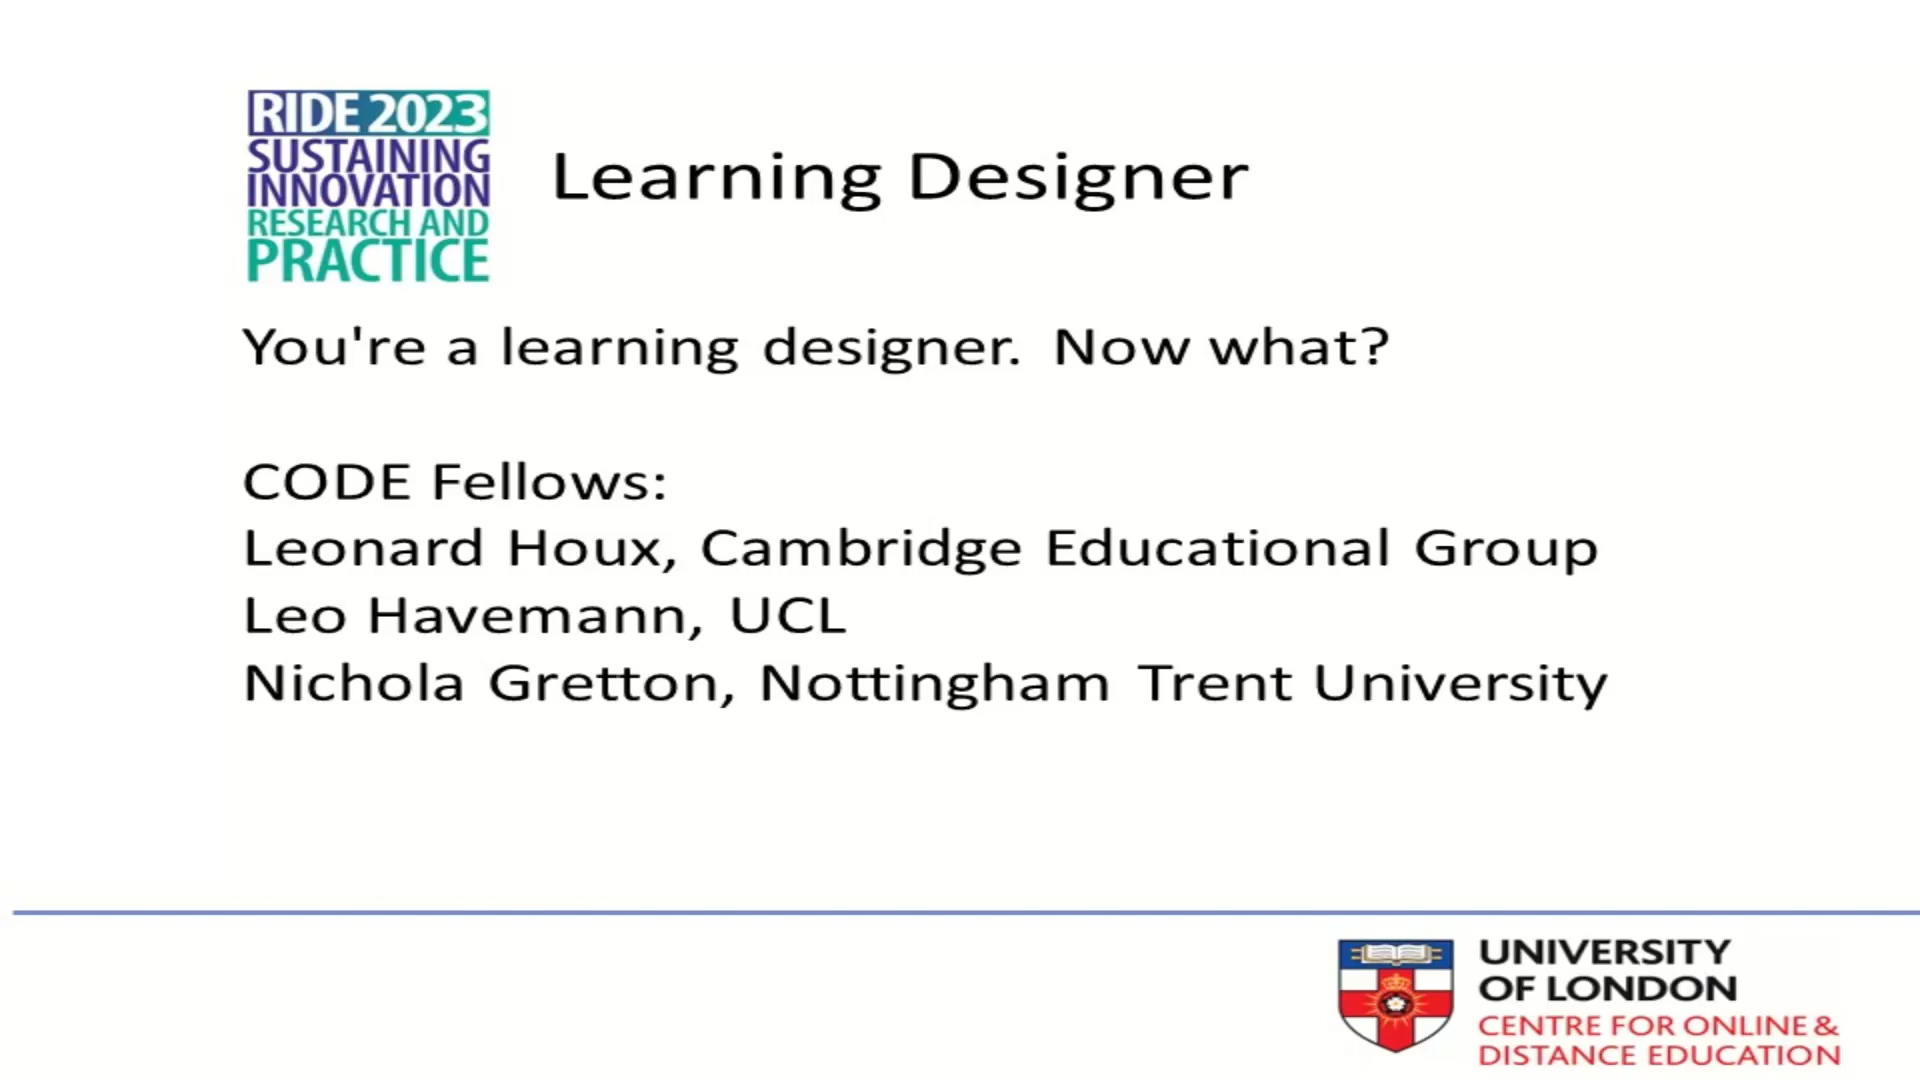 RIDE 2023
SUSTAINING
INNOVATION
RESEARCH AND
PRACTICE
Learning Designer
You're a learning designer. Now what?
CODE Fellows:
Leonard Houx, Cambridge Educational Group
Leo Havemann, UCL
Nichola Gretton, Nottingham Trent University
UNIVERSITY
OF LONDON
CENTRE FOR ONLINE &
DISTANCE EDUCATION